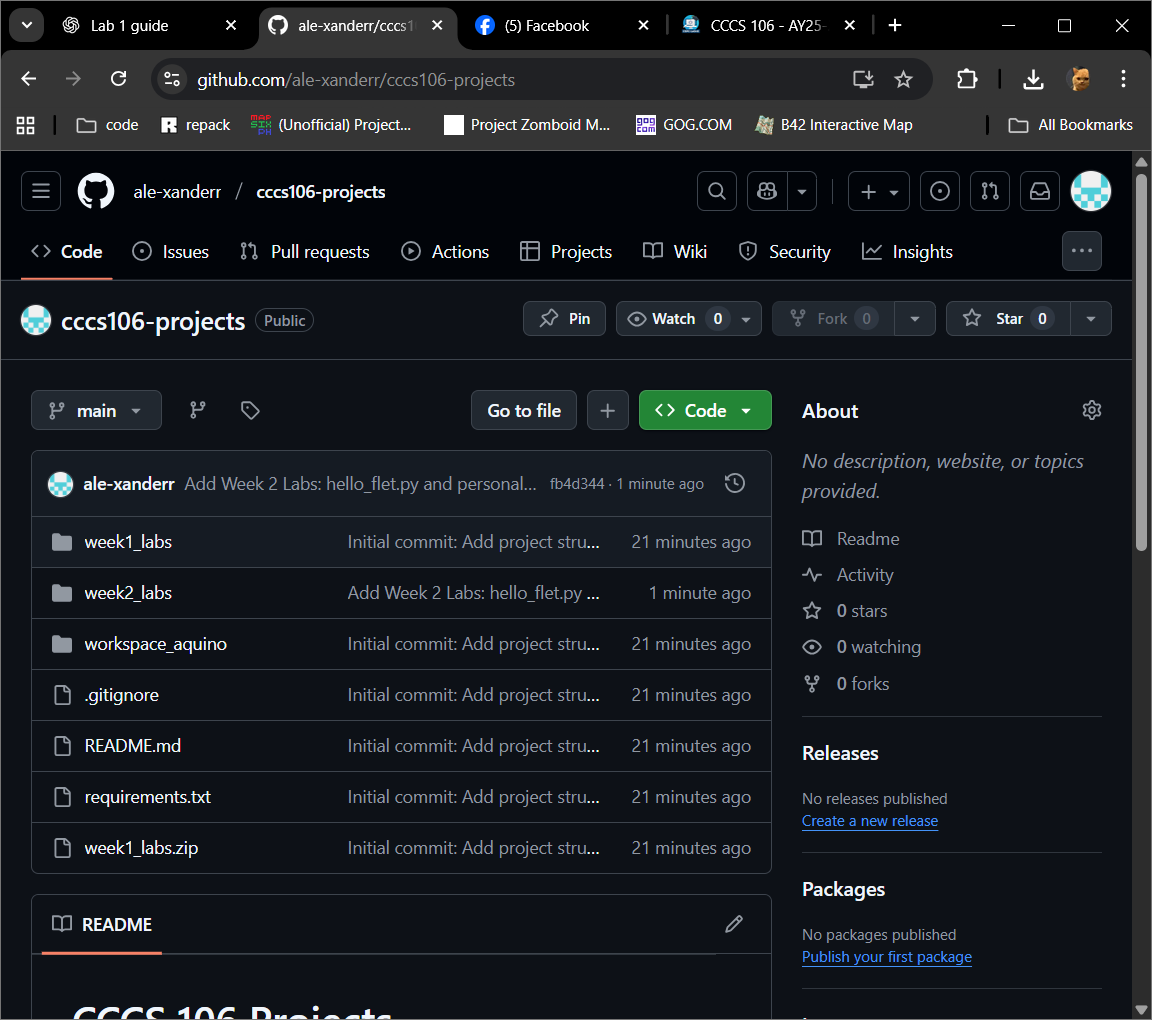 Lab 1 guide
ale-xanderr/cccs1
(5) Facebook
CCCS 106 - AY25-
github.com/ale-xanderr/cccs106-projects
code
repack
MAP SIX PH
(Unofficial) Project...
Project Zomboid M...
GOG COM
GOG.COM
B42 Interactive Map
All Bookmarks
ale-xanderr / cccs106-projects
Code
Issues
Pull requests
Actions
Projects
Wiki
Security
Insights
cccs106-projects
Public
Pin
Watch 0
Fork 0
Star 0
main
Go to file
Code
ale-xanderr Add Week 2 Labs: hello_flet.py and personal... fb4d344 · 1 minute ago
week1_labs Initial commit: Add project stru... 21 minutes ago
week2_labs Add Week 2 Labs: hello_flet.py ... 1 minute ago
workspace_aquino Initial commit: Add project stru... 21 minutes ago
.gitignore Initial commit: Add project stru... 21 minutes ago
README.md Initial commit: Add project stru... 21 minutes ago
requirements.txt Initial commit: Add project stru... 21 minutes ago
week1_labs.zip Initial commit: Add project stru... 21 minutes ago
README
CCCS 106 Projects
About
No description, website, or topics
provided.
Readme
Activity
0 stars
0 watching
0 forks
Releases
No releases published
Create a new release
Packages
No packages published
Publish your first package